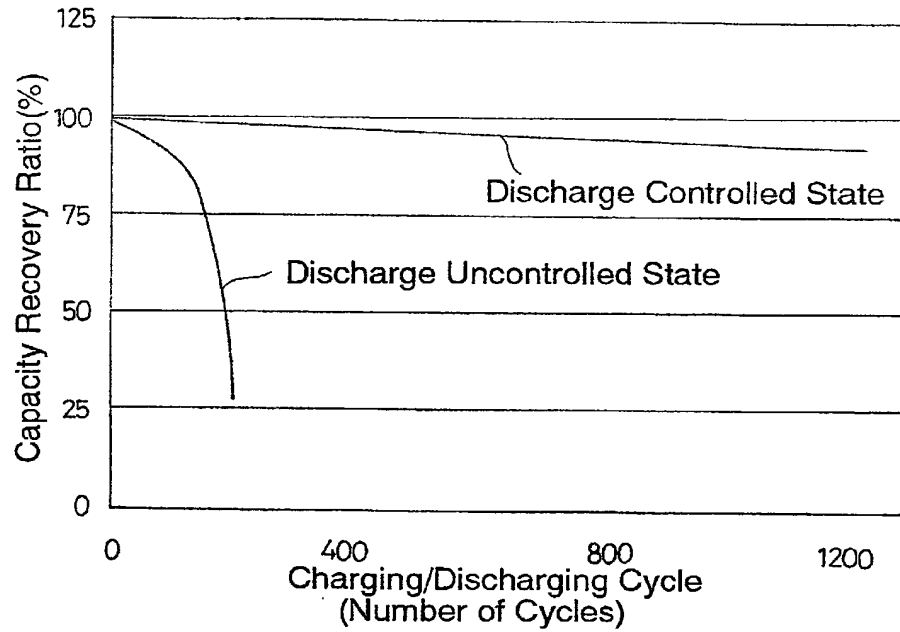 125
100
75
50
25
0
Capacity Recovery Ratio(%)
Discharge Controlled State
Discharge Uncontrolled State
0
400
800
1200
Charging/Discharging Cycle
(Number of Cycles)